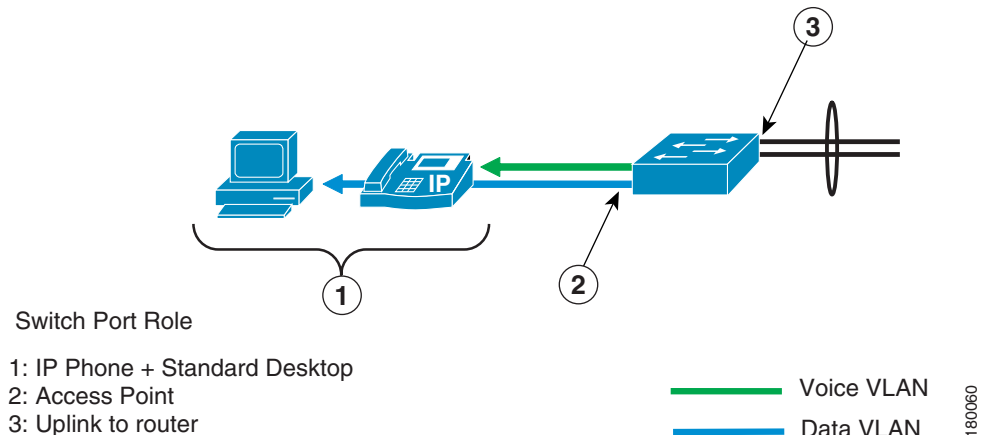 3
IP
2
1
Switch Port Role
1: IP Phone + Standard Desktop
2: Access Point
3: Uplink to router
Voice VLAN
Data VLAN
180060